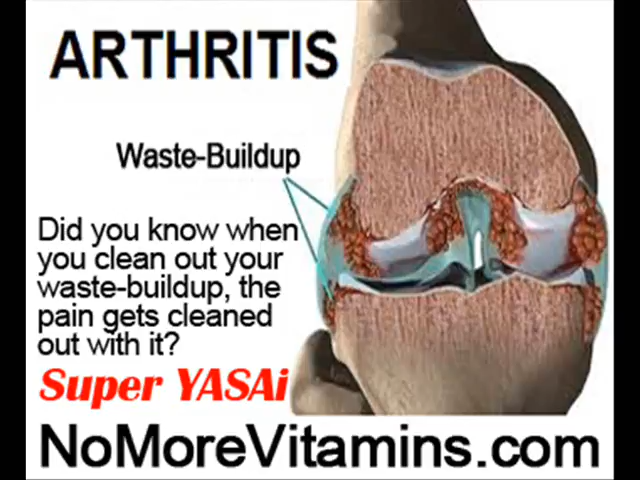 ARTHRITIS
Waste-Buildup
Did you know when
you clean out your
waste-buildup, the
pain gets cleaned
out with it?
Super YASAi
NoMoreVitamins.com